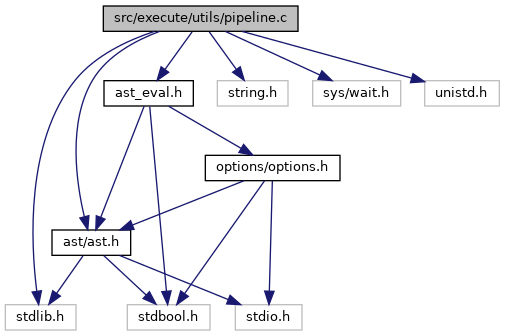 src/execute/utils/pipeline.c
ast_eval.h
string.h
sys/wait.h
unistd.h
options/options.h
ast/ast.h
stdlib.h
stdbool.h
stdio.h